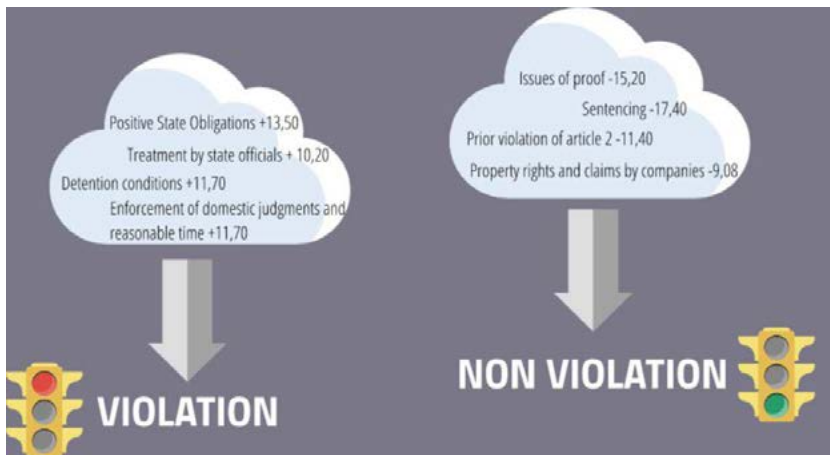 Positive State Obligations +13,50
Treatment by state officials + 10,20
Detention conditions +11,70
Enforcement of domestic judgments and
reasonable time +11,70
VIOLATION
Issues of proof -15,20
Sentencing -17,40
Prior violation of article 2 -11,40
Property rights and claims by companies -9,08
NON VIOLATION